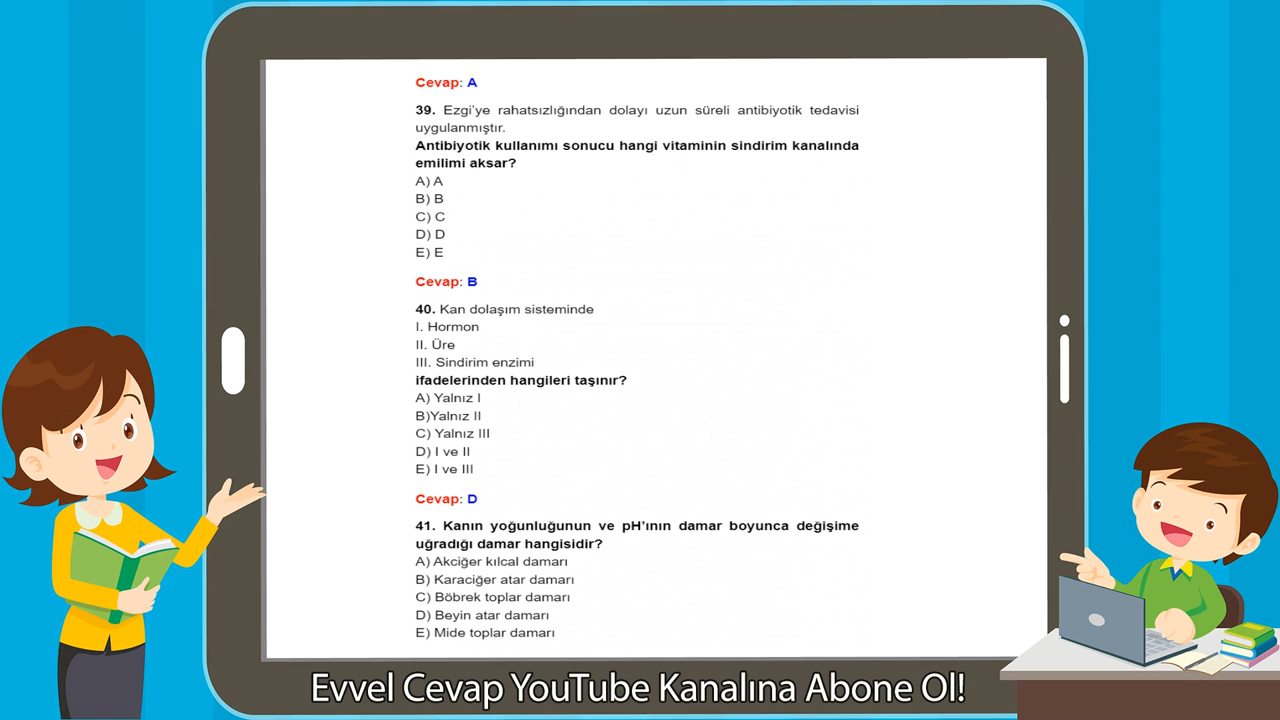 Cevap: A
39. Ezgi'ye rahatsızlığından dolayı uzun süreli antibiyotik tedavisi
uygulanmıştır.
Antibiyotik kullanımı sonucu hangi vitaminin sindirim kanalında
emilimi aksar?
A) A
B) B
C) C
D) D
E) E
Cevap: B
40. Kan dolaşım sisteminde
I. Hormon
II. Üre
III. Sindirim enzimi
ifadelerinden hangileri taşınır?
A) Yalnız I
B)Yalnız II
C) Yalnız III
D) I ve II
E) I ve III
Cevap: D
41. Kanın yoğunluğunun ve pH'ının damar boyunca değişime
uğradığı damar hangisidir?
A) Akciğer kılcal damarı
B) Karaciğer atar damarı
C) Böbrek toplar damarı
D) Beyin atar damarı
E) Mide toplar damarı
Evvel Cevap YouTube Kanalına Abone Ol!